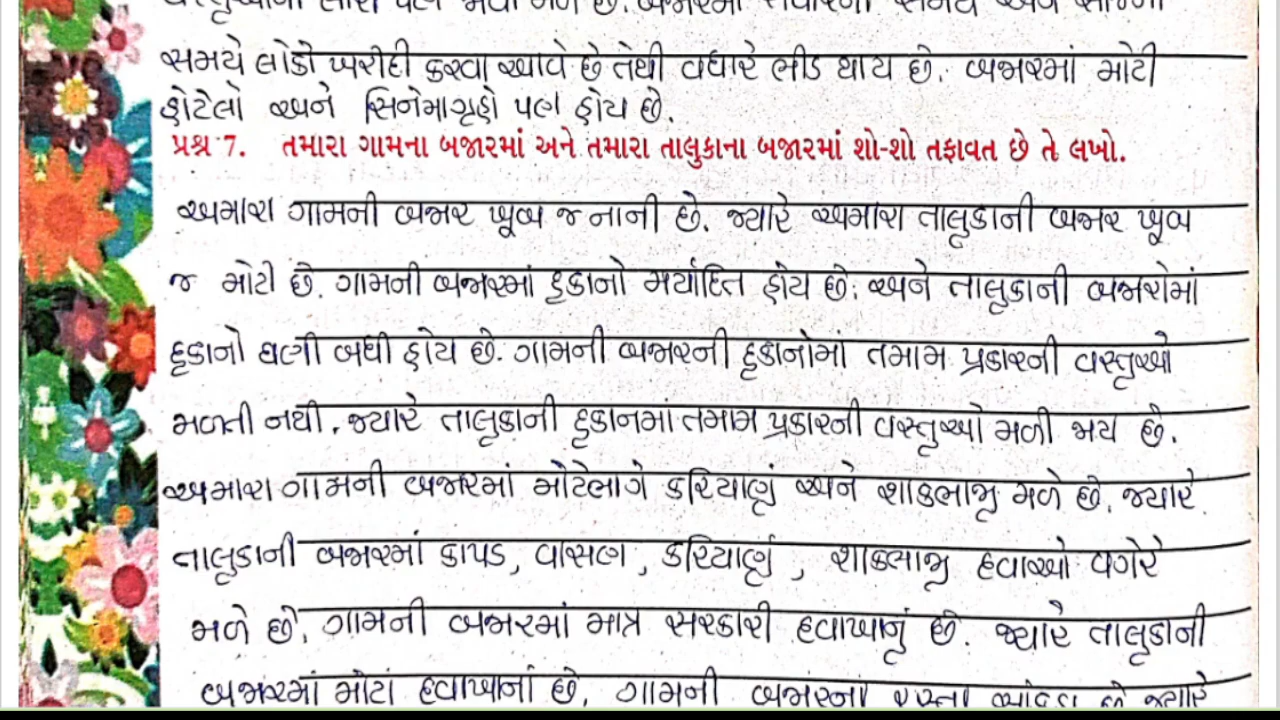 સમયે લોકો ખરીદી કરવા આવે છે તેથી વધારે ભીડ થાય છે. બજારમાં મોટી
હોટેલો અને સિનેમાગૃહો પણ હોય છે.
પ્રશ્ન 7. તમારા ગામના બજારમાં અને તમારા તાલુકાના બજારમાં શો-શો તફાવત છે તે લખો.
અમારા ગામની બજાર ખૂબ જ નાની છે. જ્યારે અમારા તાલુકાની બજાર ખૂબ
જ મોટી છે. ગામની બજારમાં દુકાનો મર્યાદિત હોય છે. અને તાલુકાની બજારોમાં
દુકાનો ઘણી બધી હોય છે. ગામની બજારની દુકાનોમાં તમામ પ્રકારની વસ્તુઓ
મળતી નથી. જ્યારે તાલુકાની દુકાનમાં તમામ પ્રકારની વસ્તુઓ મળી જાય છે.
અમારા ગામની બજારમાં મોટેભાગે કરિયાણું અને શાકભાજી મળે છે. જ્યારે
તાલુકાની બજારમાં કાપડ, વાસણ, કરિયાણું, શાકભાજી દવાઓ વગેરે
મળે છે. ગામની બજારમાં માત્ર સરકારી દવાખાનું છે. જ્યારે તાલુકાની
બજારમાં મોટાં દવાખાનાં છે. ગામની બજારના રસ્તા સાંકડા છે જ્યારે